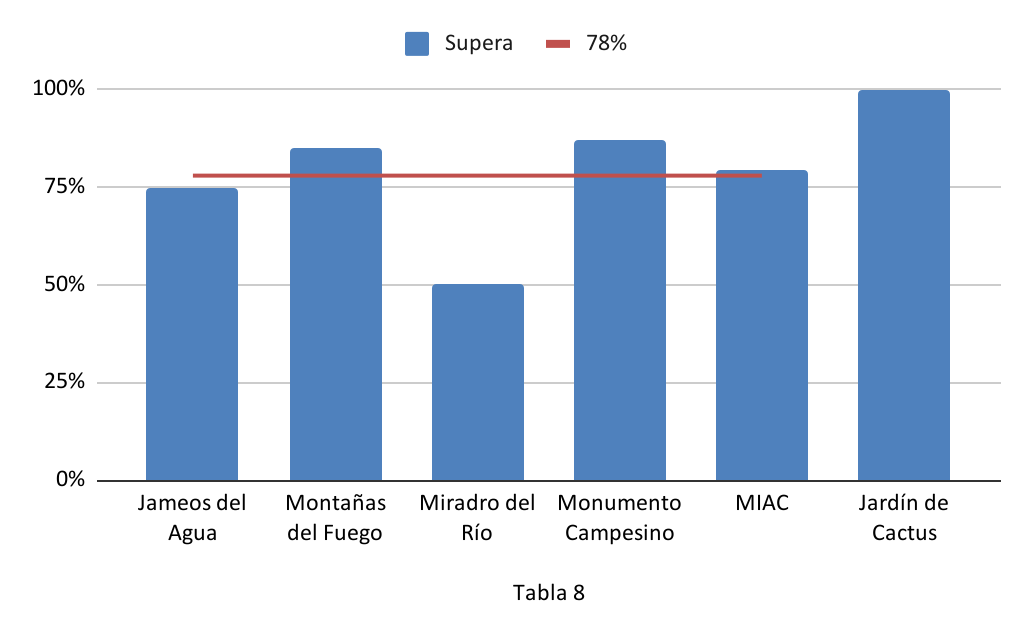 Supera 78%
100%
75%
50%
25%
0%
Jameos del Agua
Montañas del Fuego
Miradro del Río
Monumento Campesino
MIAC
Jardín de Cactus
Tabla 8